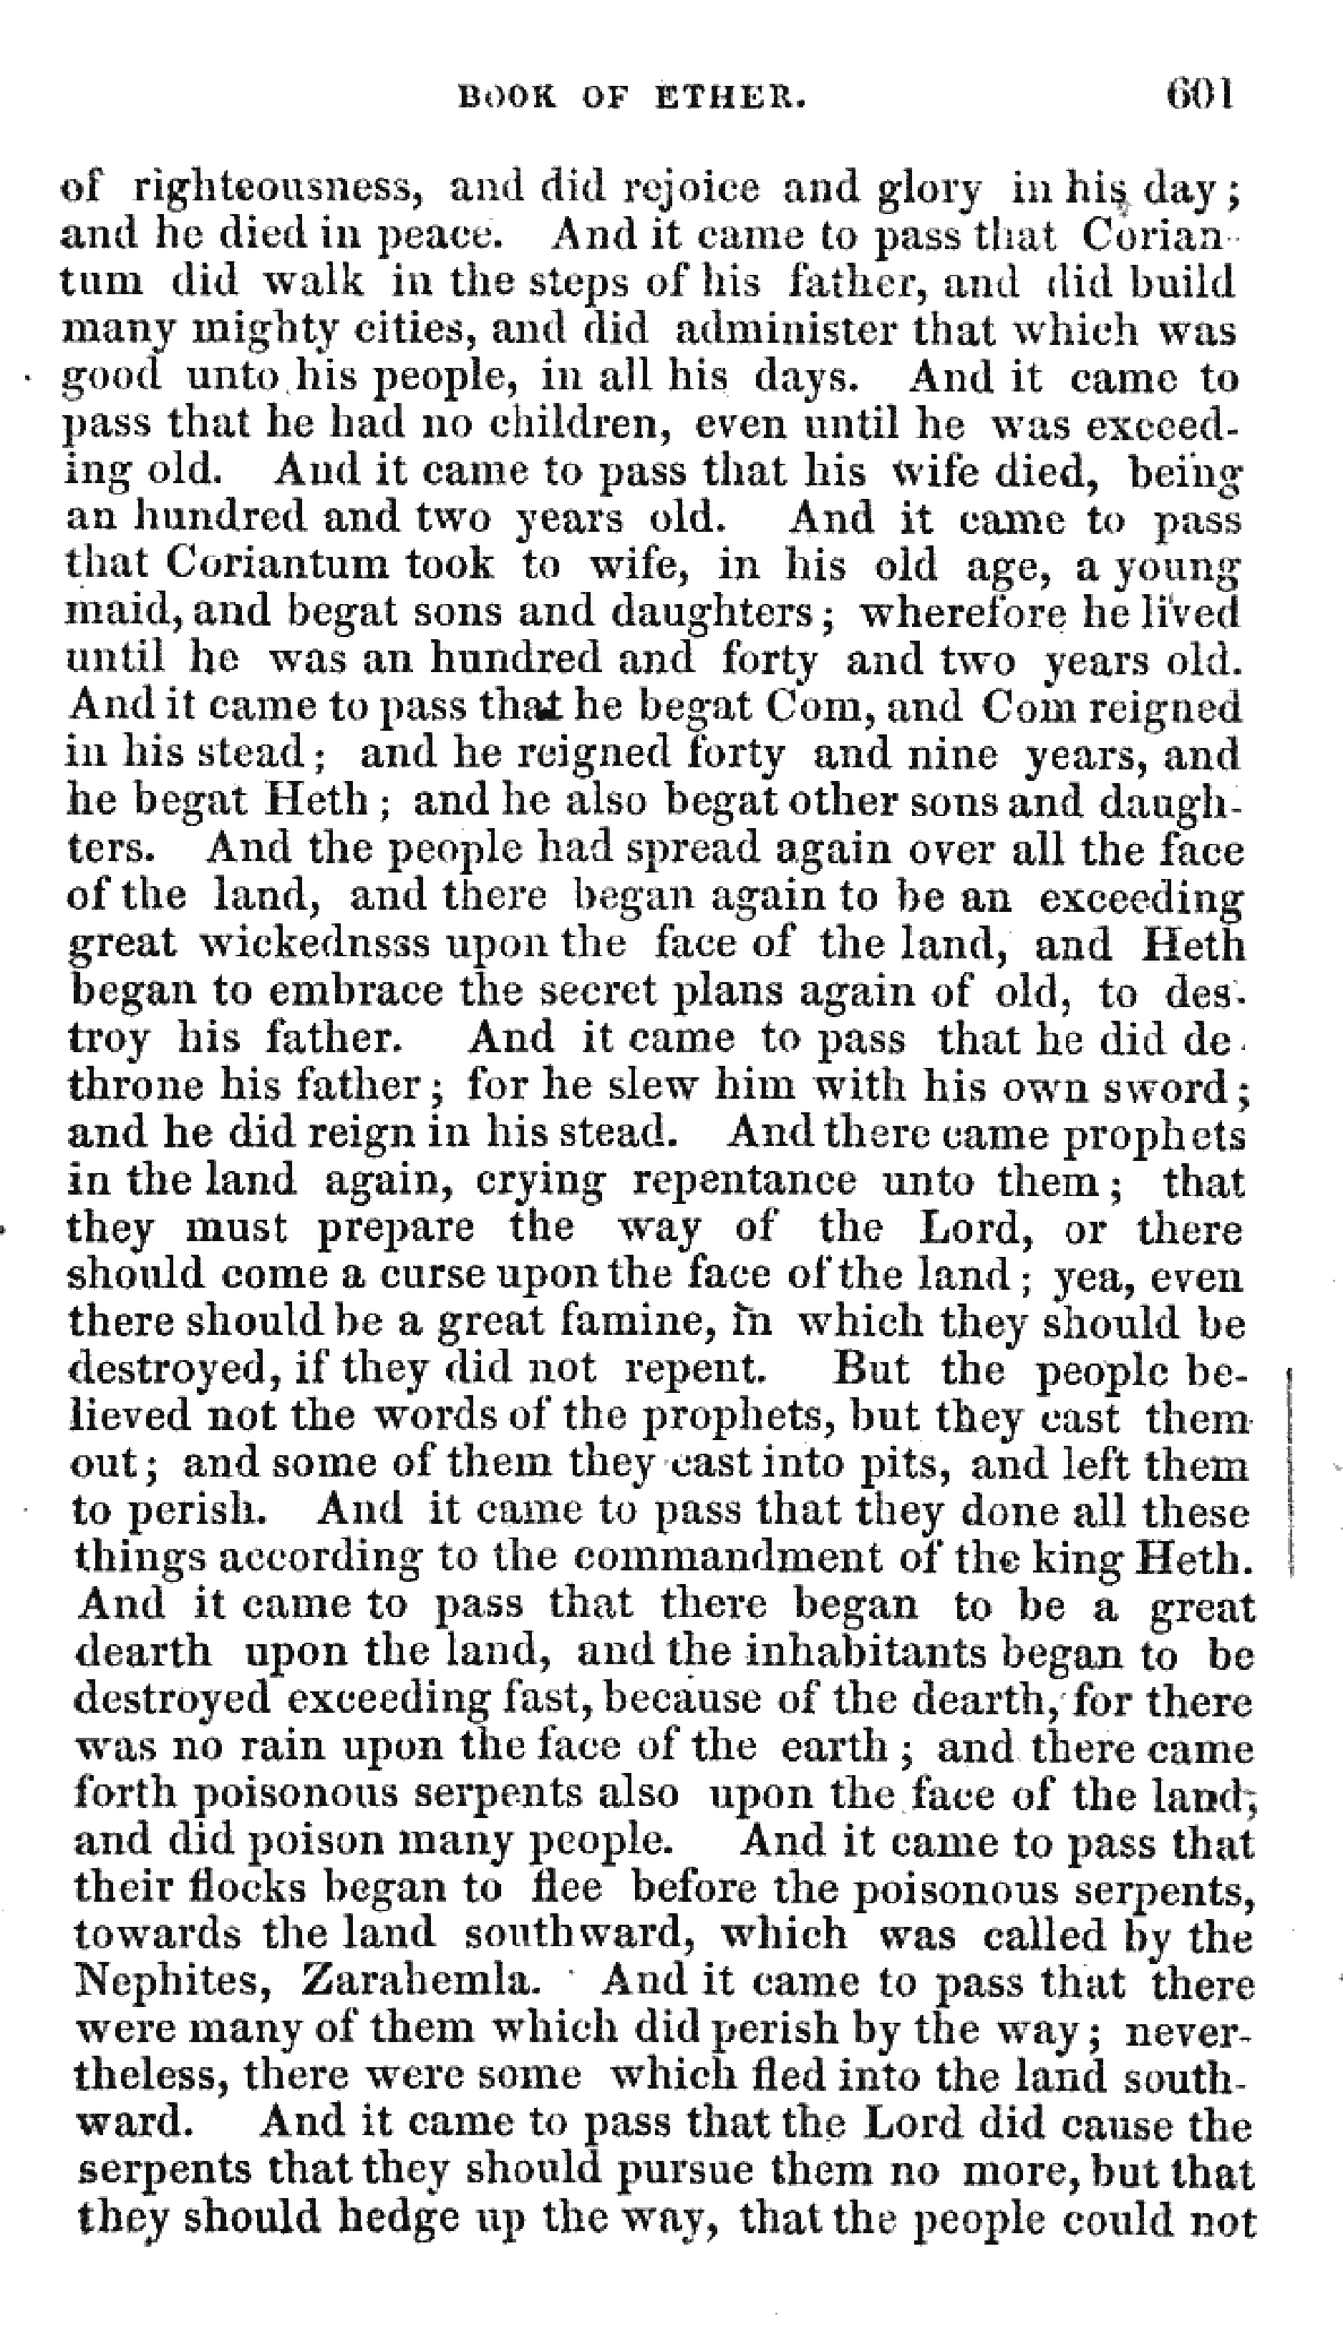 BOOK OF ETHER. 601
of righteousness, and did rejoice and glory in his day;
and he died in peace. And it came to pass that Corian-
tum did walk in the steps of his father, and did build
many mighty cities, and did administer that which was
good unto his people, in all his days. And it came to
pass that he had no children, even until he was exceed-
ing old. And it came to pass that his wife died, being
an hundred and two years old. And it came to pass
that Coriantum took to wife, in his old age, a young
maid, and begat sons and daughters; wherefore he lived
until he was an hundred and forty and two years old.
And it came to pass that he begat Com, and Com reigned
in his stead; and he reigned forty and nine years, and
he begat Heth; and he also begat other sons and daugh-
ters. And the people had spread again over all the face
of the land, and there began again to be an exceeding
great wickednsss upon the face of the land, and Heth
began to embrace the secret plans again of old, to des-
troy his father. And it came to pass that he did de-
throne his father; for he slew him with his own sword;
and he did reign in his stead. And there came prophets
in the land again, crying repentance unto them; that
they must prepare the way of the Lord, or there
should come a curse upon the face of the land; yea, even
there should be a great famine, in which they should be
destroyed, if they did not repent. But the people be-
lieved not the words of the prophets, but they cast them
out; and some of them they cast into pits, and left them
to perish. And it came to pass that they done all these
things according to the commandment of the king Heth.
And it came to pass that there began to be a great
dearth upon the land, and the inhabitants began to be
destroyed exceeding fast, because of the dearth, for there
was no rain upon the face of the earth; and there came
forth poisonous serpents also upon the face of the land,
and did poison many people. And it came to pass that
their flocks began to flee before the poisonous serpents,
towards the land southward, which was called by the
Nephites, Zarahemla. And it came to pass that there
were many of them which did perish by the way; never-
theless, there were some which fled into the land south-
ward. And it came to pass that the Lord did cause the
serpents that they should pursue them no more, but that
they should hedge up the way, that the people could not